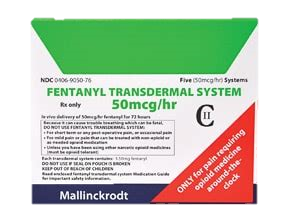 NDC 0406-9050-76
Five (50mcg/hr) Systems
FENTANYL TRANSDERMAL SYSTEM
Rx only
50mcg/hr
CII
In vivo delivery of 50mcg/hr fentanyl for 72 hours
Because it can cause trouble breathing which can be fatal,
DO NOT USE FENTANYL TRANSDERMAL SYSTEM:
• For short term or any post-operative pain, or occasional pain
• For mild pain or pain that can be treated with non-opioid or
as-needed opioid medication
• Unless you have been using other narcotic opioid medicines
(must be opioid tolerant)
Each transdermal system contains:
DO NOT USE IF SEAL ON POUCH IS BROKEN
KEEP OUT OF REACH OF CHILDREN
Read enclosed fentanyl transdermal system Medication Guide
for important safety information.
ONLY for pain requiring
opioid medicine
around-the-
clock
Mallinckrodt